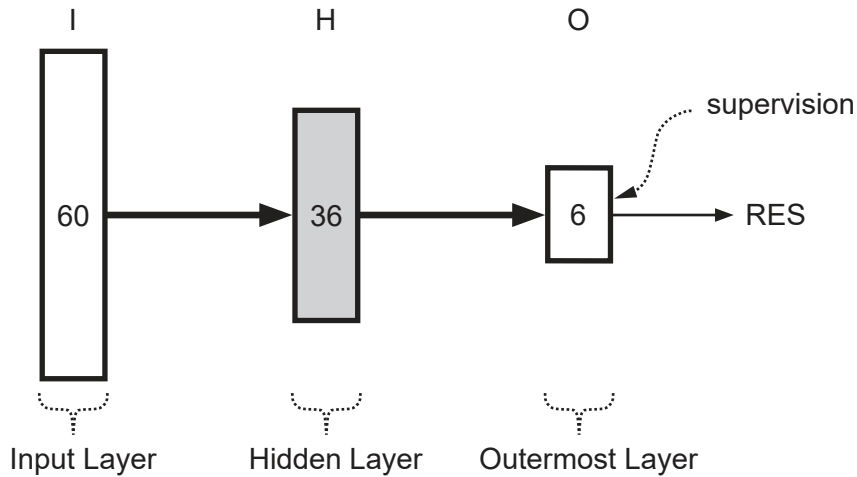 I H O
supervision
60 36 6 RES
Input Layer Hidden Layer Outermost Layer